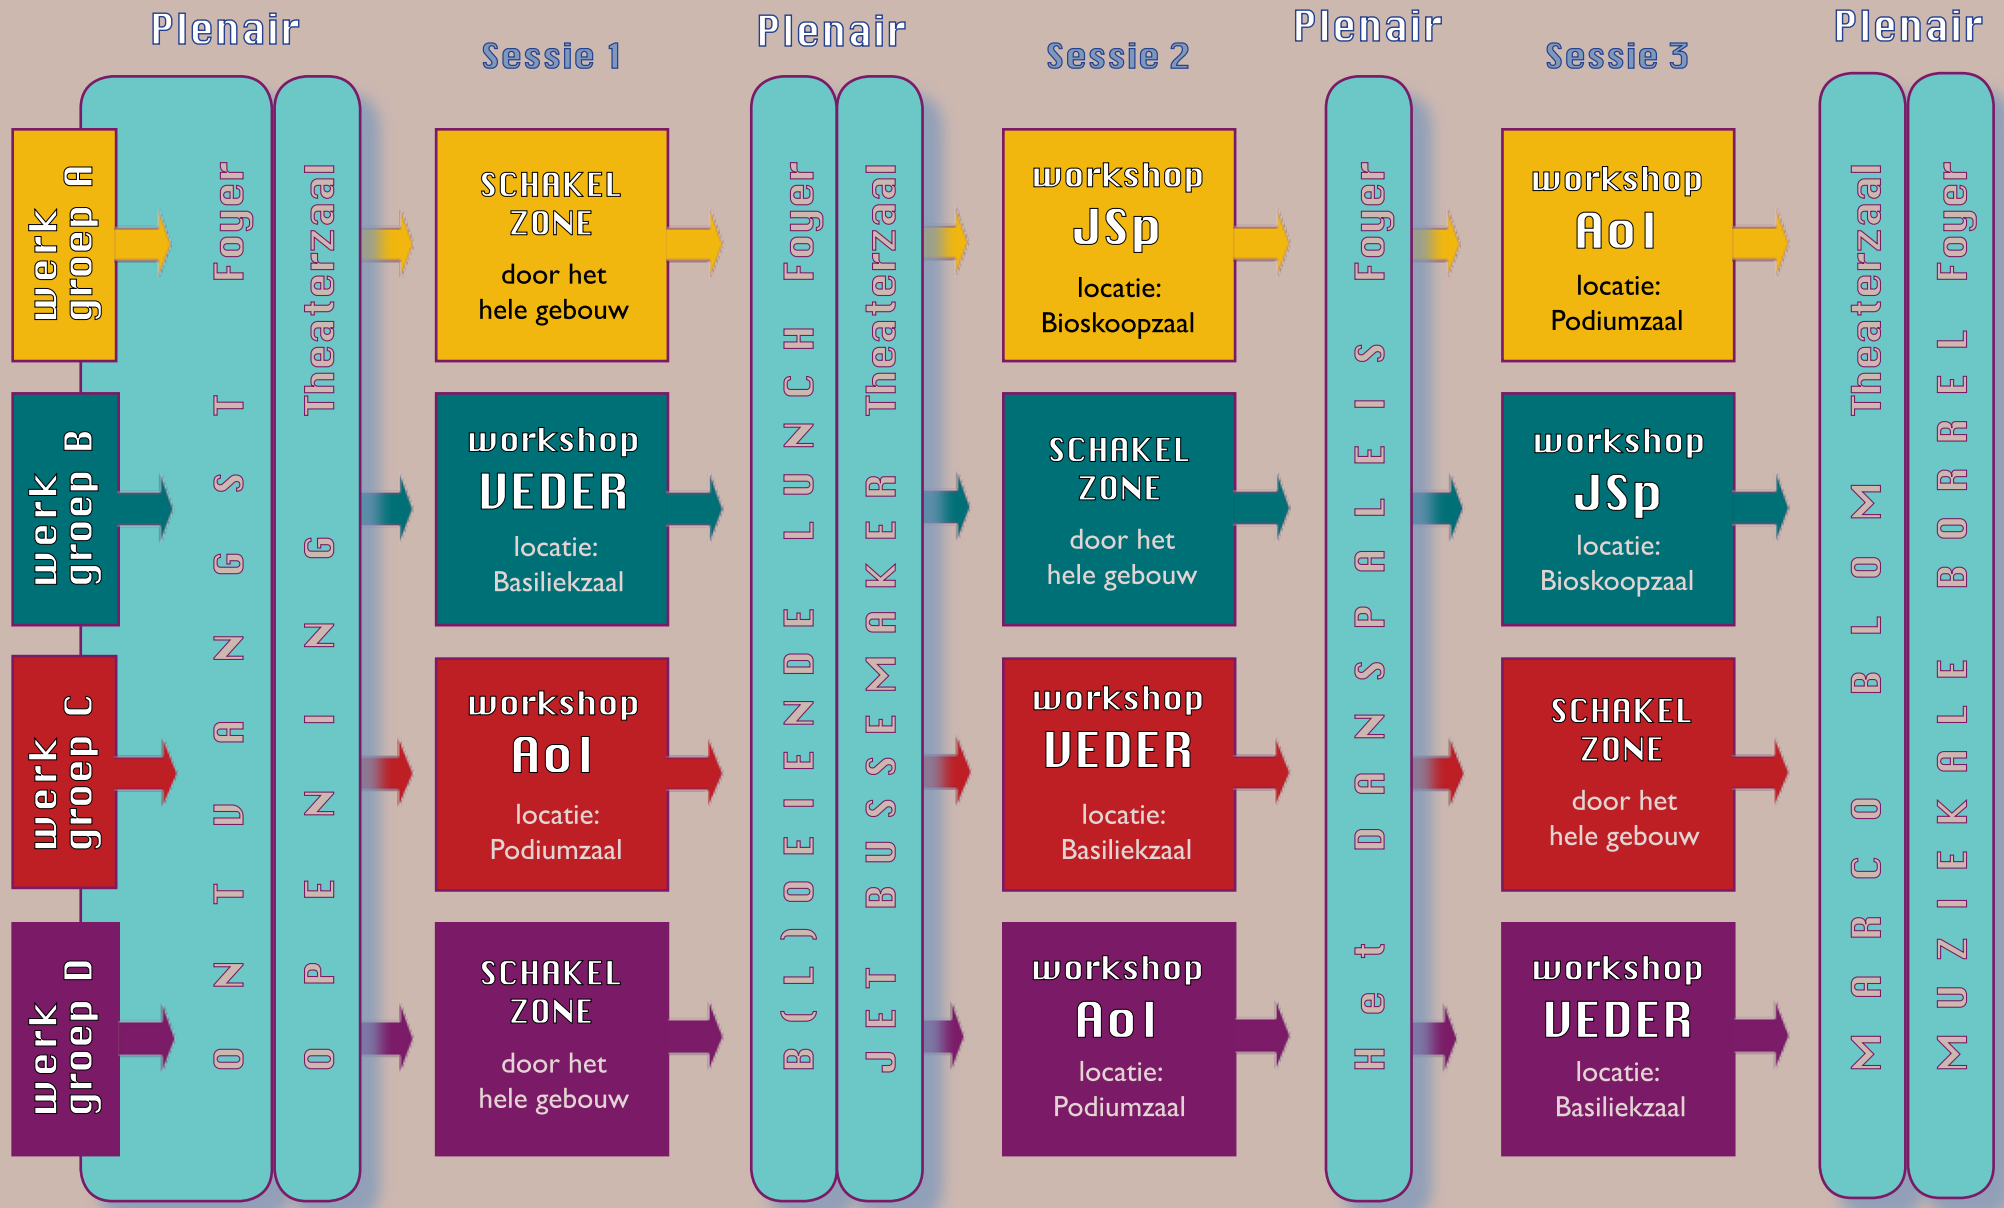 Plenair
Sessie 1
Plenair
Sessie 2
Plenair
Sessie 3
Plenair
werk
groep A
werk
groep B
werk
groep C
werk
groep D
ONTVANGST Foyer
OPENING Theaterzaal
SCHAKEL
ZONE
door het
hele gebouw
workshop
VEDER
locatie:
Basiliekzaal
workshop
AoI
locatie:
Podiumzaal
SCHAKEL
ZONE
door het
hele gebouw
B(L)OEIENDE LUNCH Foyer
JET BUSSEMAKER Theaterzaal
workshop
JSp
locatie:
Bioskoopzaal
SCHAKEL
ZONE
door het
hele gebouw
workshop
VEDER
locatie:
Basiliekzaal
workshop
AoI
locatie:
Podiumzaal
Het DANSPALEIS Foyer
workshop
AoI
locatie:
Podiumzaal
workshop
JSp
locatie:
Bioskoopzaal
SCHAKEL
ZONE
door het
hele gebouw
workshop
VEDER
locatie:
Basiliekzaal
MARCO BLOM Theaterzaal
MUZIEKALE BORREL Foyer